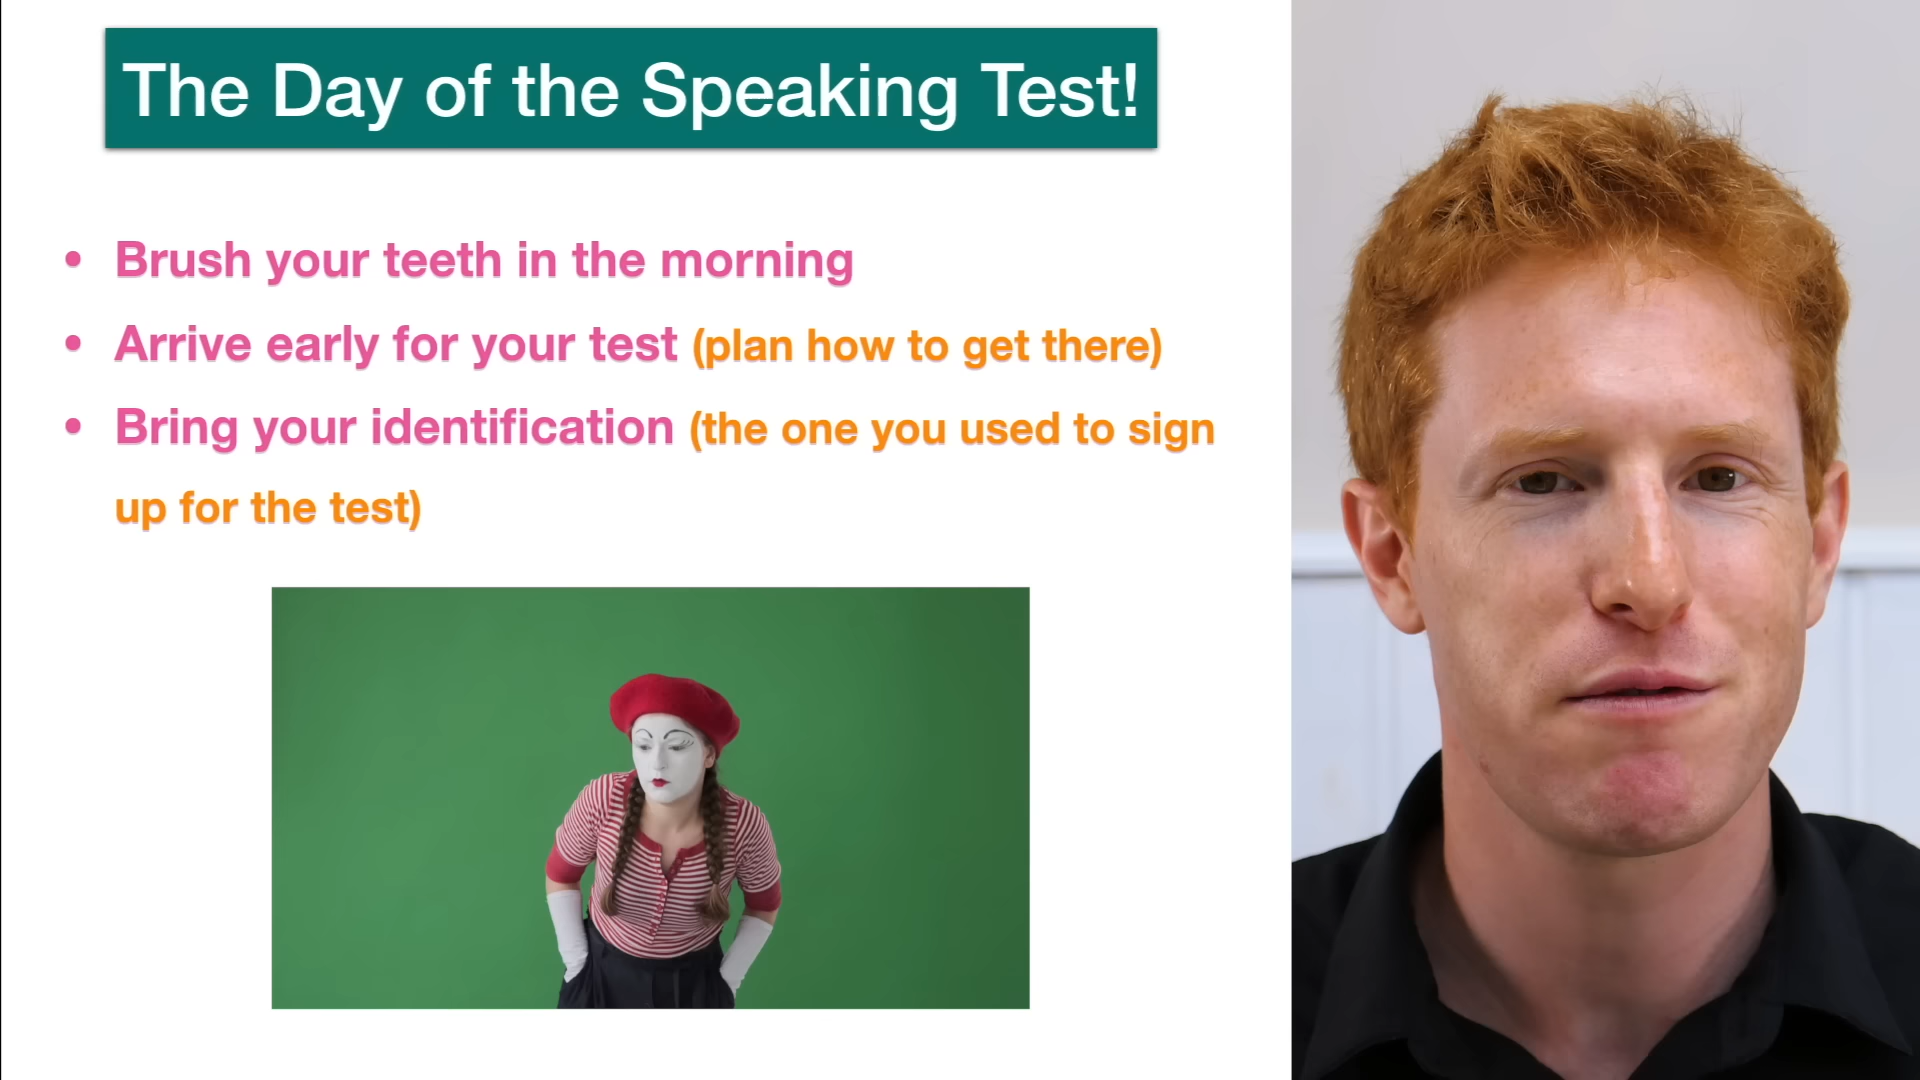 The Day of the Speaking Test!
• Brush your teeth in the morning
• Arrive early for your test (plan how to get there)
• Bring your identification (the one you used to sign
up for the test)